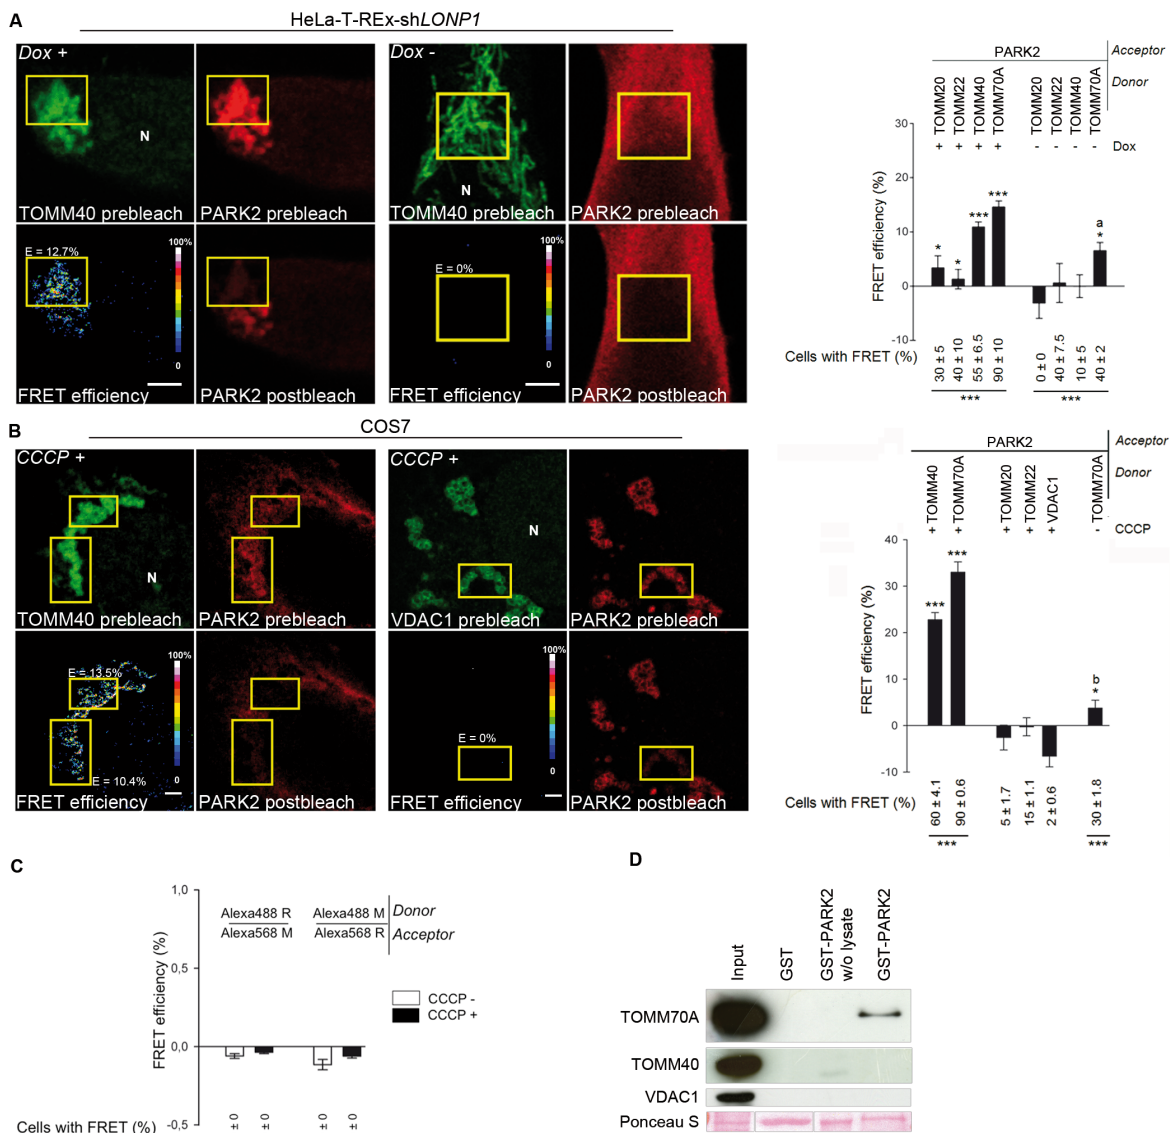 A
HeLa-T-REx-shLONP1
Dox +
N
TOMM40 prebleach
PARK2 prebleach
Dox -
N
TOMM40 prebleach
PARK2 prebleach
E = 12.7%
100%
0
FRET efficiency
PARK2 postbleach
E = 0%
100%
0
FRET efficiency
PARK2 postbleach
PARK2
Acceptor
Donor
TOMM20
TOMM22
TOMM40
TOMM70A
TOMM20
TOMM22
TOMM40
TOMM70A
+ + + + - - - - Dox
FRET efficiency (%)
30
20
10
0
-10
* * *** *** a *
Cells with FRET (%)
30 ± 5
40 ± 10
55 ± 6.5
90 ± 10
0 ± 0
40 ± 7.5
10 ± 5
40 ± 2
*** ***
B
COS7
CCCP +
N
TOMM40 prebleach
PARK2 prebleach
CCCP +
N
VDAC1 prebleach
PARK2 prebleach
E = 13.5%
100%
0
E = 10.4%
FRET efficiency
PARK2 postbleach
E = 0%
100%
0
FRET efficiency
PARK2 postbleach
PARK2
Acceptor
Donor
CCCP
+ TOMM40
+ TOMM70A
+ TOMM20
+ TOMM22
+ VDAC1
- TOMM70A
FRET efficiency (%)
40
30
20
10
0
-10
*** *** b *
Cells with FRET (%)
60 ± 4.1
90 ± 0.6
5 ± 1.7
15 ± 1.1
2 ± 0.6
30 ± 1.8
*** ***
C
Alexa488 R
Alexa568 M
Alexa488 M
Alexa568 R
Donor
Acceptor
CCCP -
CCCP +
FRET efficiency (%)
1,0
0,5
0,0
-0,5
Cells with FRET (%)
± 0
± 0
± 0
± 0
D
Input
GST
GST-PARK2
w/o lysate
GST-PARK2
TOMM70A
TOMM40
VDAC1
Ponceau S